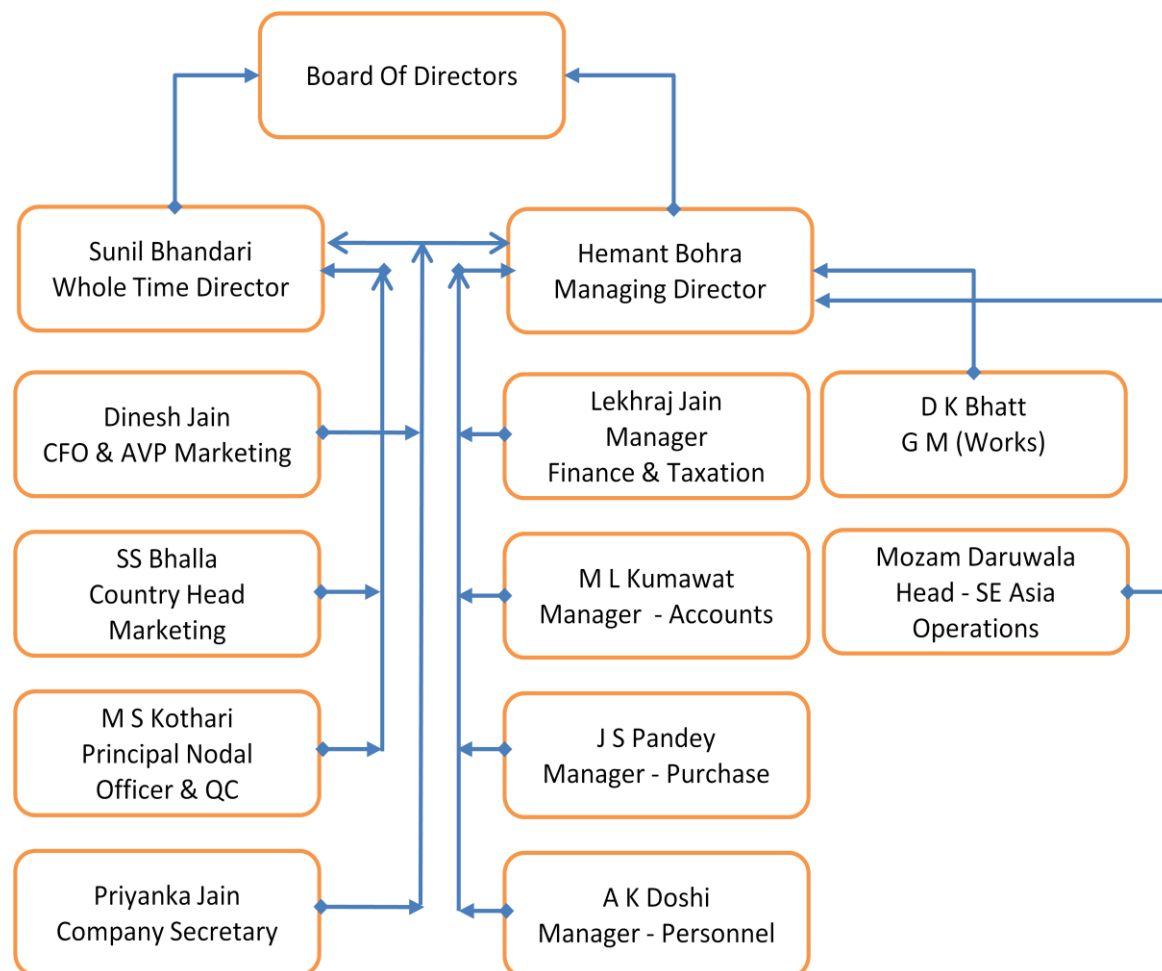 Board Of Directors
Sunil Bhandari
Whole Time Director
Hemant Bohra
Managing Director
Dinesh Jain
CFO & AVP Marketing
Lekhraj Jain
Manager
Finance & Taxation
D K Bhatt
G M (Works)
SS Bhalla
Country Head
Marketing
M L Kumawat
Manager  - Accounts
Mozam Daruwala
Head - SE Asia
Operations
M S Kothari
Principal Nodal
Officer & QC
J S Pandey
Manager - Purchase
Priyanka Jain
Company Secretary
A K Doshi
Manager - Personnel